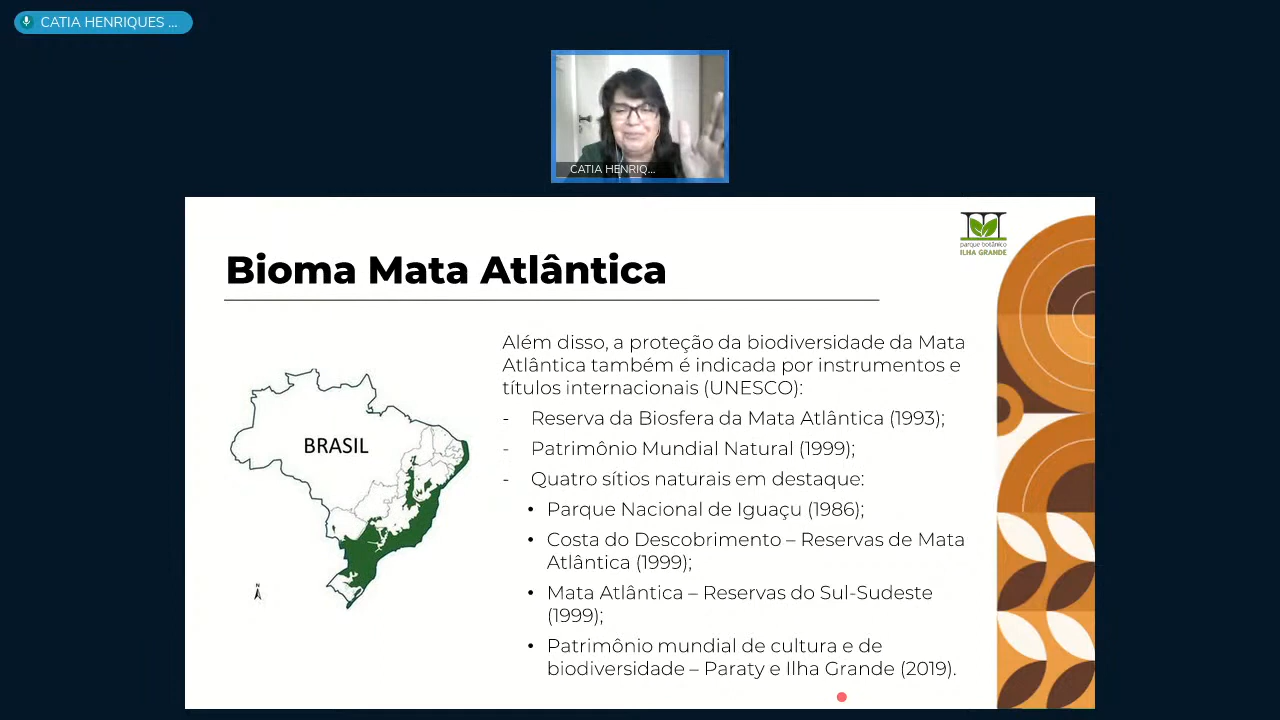 CATIA HENRIQUES ...
CATIA HENRIQ...
parque botânico
ILHA GRANDE
Bioma Mata Atlântica
Além disso, a proteção da biodiversidade da Mata
Atlântica também é indicada por instrumentos e
títulos internacionais (UNESCO):
- Reserva da Biosfera da Mata Atlântica (1993);
- Patrimônio Mundial Natural (1999);
- Quatro sítios naturais em destaque:
• Parque Nacional de Iguaçu (1986);
• Costa do Descobrimento – Reservas de Mata
Atlântica (1999);
• Mata Atlântica – Reservas do Sul-Sudeste
(1999);
• Patrimônio mundial de cultura e de
biodiversidade – Paraty e Ilha Grande (2019).
BRASIL
N